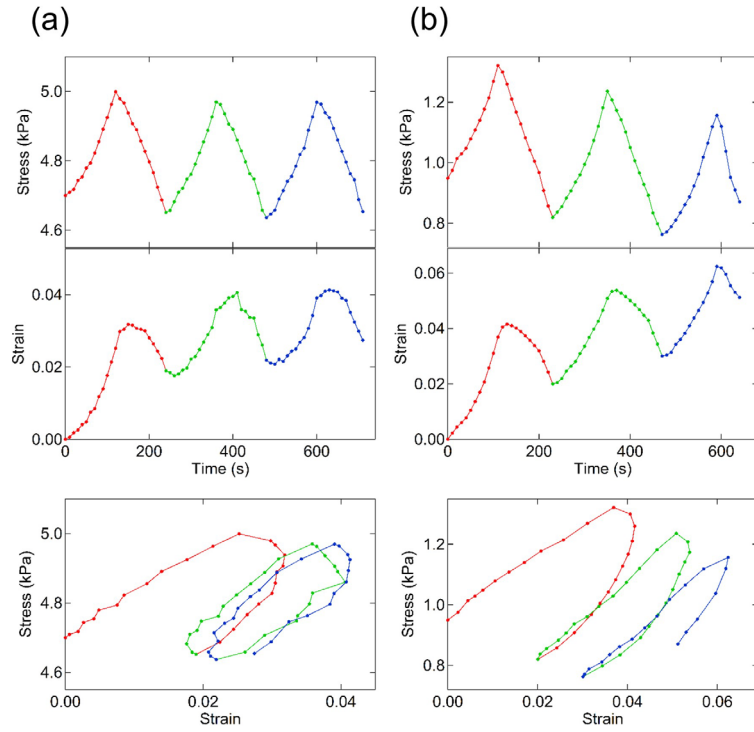 (a)
(b)
5.0
4.8
4.6
Stress (kPa)
1.2
1.0
0.8
Stress (kPa)
0.04
0.02
0.00
Strain
0 200 400 600
Time (s)
0.06
0.04
0.02
0.00
Strain
0 200 400 600
Time (s)
5.0
4.8
4.6
Stress (kPa)
0.00 0.02 0.04
Strain
1.2
1.0
0.8
Stress (kPa)
0.00 0.02 0.04 0.06
Strain